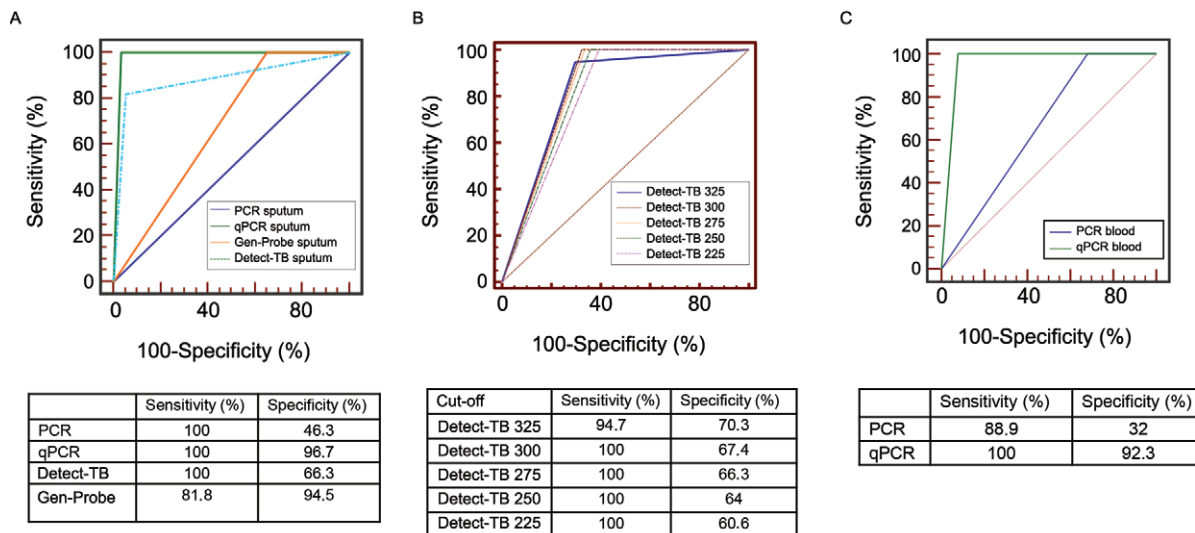 A
Sensitivity (%)
100
80
60
40
20
0
PCR sputum
qPCR sputum
Gen-Probe sputum
Detect-TB sputum
0 40 80
100-Specificity (%)
Sensitivity (%) Specificity (%)
PCR 100 46.3
qPCR 100 96.7
Detect-TB 100 66.3
Gen-Probe 81.8 94.5
B
Sensitivity (%)
100
80
60
40
20
0
Detect-TB 325
Detect-TB 300
Detect-TB 275
Detect-TB 250
Detect-TB 225
0 40 80
100-Specificity (%)
Cut-off Sensitivity (%) Specificity (%)
Detect-TB 325 94.7 70.3
Detect-TB 300 100 67.4
Detect-TB 275 100 66.3
Detect-TB 250 100 64
Detect-TB 225 100 60.6
C
Sensitivity (%)
100
80
60
40
20
0
PCR blood
qPCR blood
0 40 80
100-Specificity (%)
Sensitivity (%) Specificity (%)
PCR 88.9 32
qPCR 100 92.3